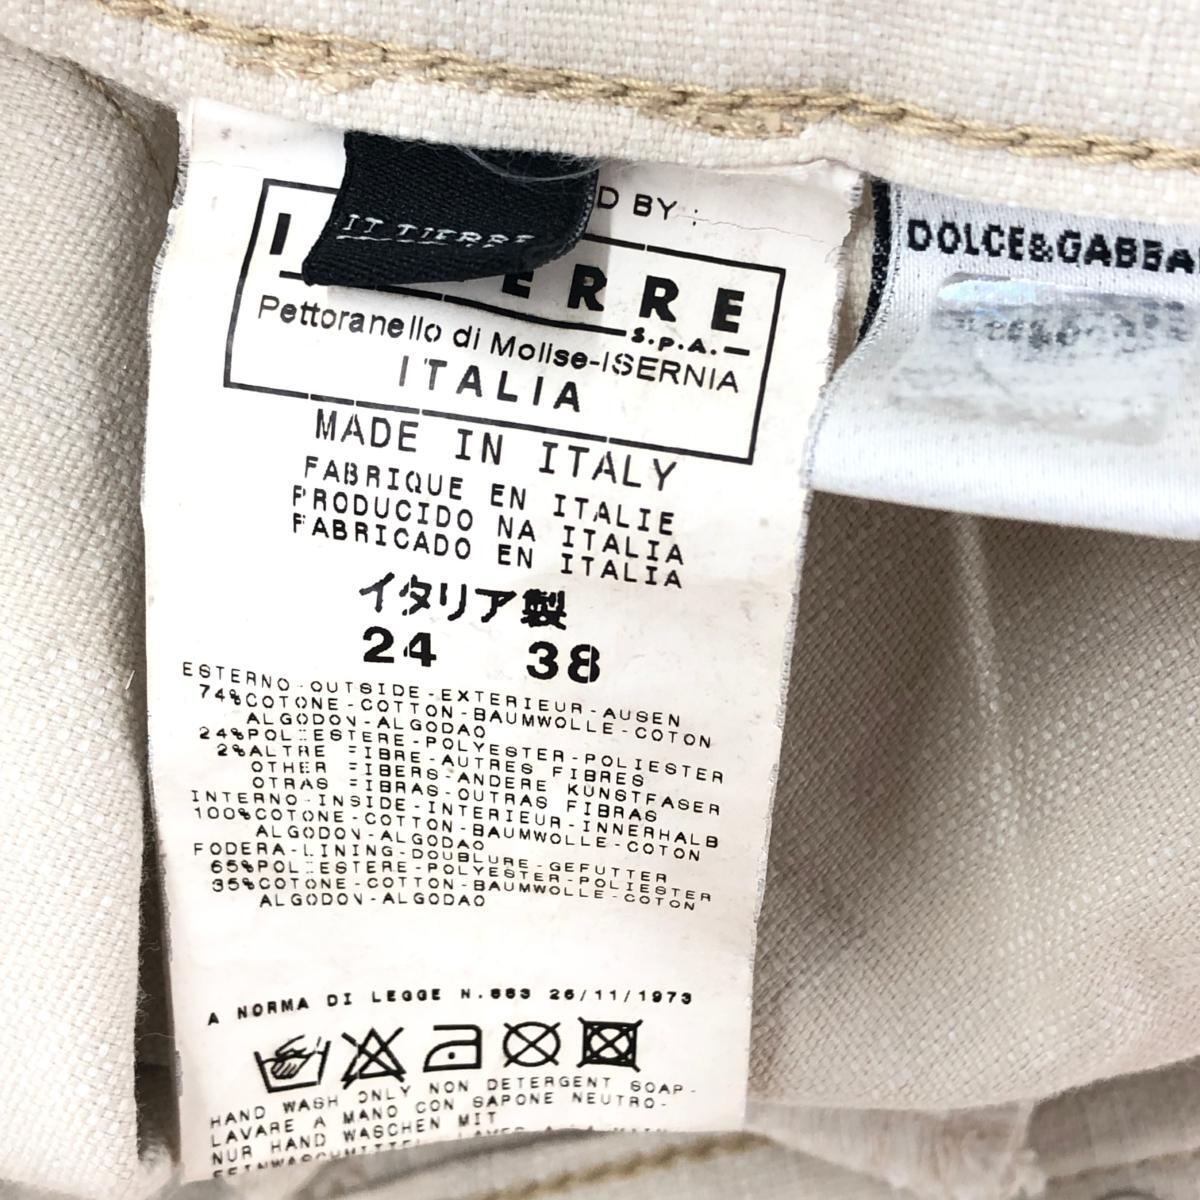 D BY :
IT TIERRE
I ERRE
S.p.A.
Pettoranello di Molise-ISERNIA
ITALIA
MADE IN ITALY
FABRIQUE EN ITALIE
PRODUCIDO NA ITALIA
FABRICADO EN ITALIA
イタリア製
24 38
ESTERNO-OUTSIDE-EXTERIEUR-AUSEN
74%COTONE-COTTON-BAUMWOLLE-COTON
ALGODON-ALGODAO
24%POLIESTERE-POLYESTER-POLIESTER
2%ALTRE FIBRE-AUTRES FIBRES
OTHER FIBERS-ANDERE KUNSTFASER
OTRAS FIBRAS-OUTRAS FIBRAS
INTERNO-INSIDE-INTERIEUR-INNERHALB
100%COTONE-COTTON-BAUMWOLLE-COTON
ALGODON-ALGODAO
FODERA-LINING-DOUBLURE-GEFUTTER
65%POLIESTERE-POLYESTER-POLIESTER
35%COTONE-COTTON-BAUMWOLLE-COTON
ALGODON-ALGODAO
A NORMA DI LEGGE N.883 26/11/1973
HAND WASH ONLY NON DETERGENT SOAP-
LAVARE A MANO CON SAPONE NEUTRO-
NUR HAND WASCHEN MIT
FEINWASCHMITTEL
DOLCE&GABBA